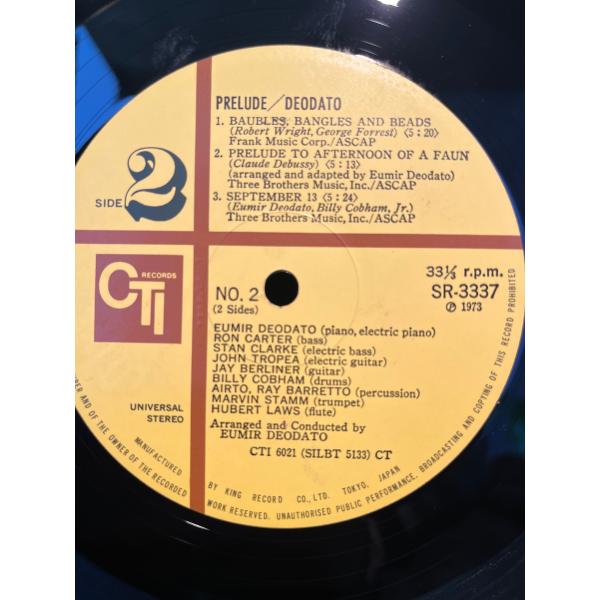 PRELUDE/DEODATO
1. BAUBLES, BANGLES AND BEADS
(Robert Wright, George Forrest) (5:20)
Frank Music Corp./ASCAP
2. PRELUDE TO AFTERNOON OF A FAUN
(Claude Debussy) (5:13)
(arranged and adapted by Eumir Deodato)
Three Brothers Music, Inc./ASCAP
3. SEPTEMBER 13 (5:24)
(Eumir Deodato, Billy Cobham, Jr.)
Three Brothers Music, Inc./ASCAP
SIDE 2
CTI
RECORDS
NO. 2
(2 Sides)
33⅓ r.p.m.
SR-3337
Ⓟ 1973
EUMIR DEODATO (piano, electric piano)
RON CARTER (bass)
STAN CLARKE (electric bass)
JOHN TROPEA (electric guitar)
JAY BERLINER (guitar)
BILLY COBHAM (drums)
AIRTO, RAY BARRETTO (percussion)
MARVIN STAMM (trumpet)
HUBERT LAWS (flute)
Arranged and Conducted by
EUMIR DEODATO
CTI 6021 (SILBT 5133) CT
UNIVERSAL
STEREO
MANUFACTURED BY KING RECORD CO., LTD. TOKYO, JAPAN
ER AND OF THE OWNER OF THE RECORDED WORK RESERVED. UNAUTHORISED PUBLIC PERFORMANCE, BROADCASTING AND COPYING OF THIS RECORD PROHIBITED